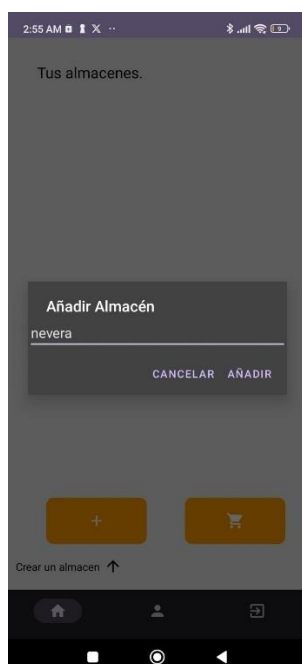 2:55 AM
Tus almacenes.
Añadir Almacén
nevera
CANCELAR AÑADIR
+
Crear un almacen ↑